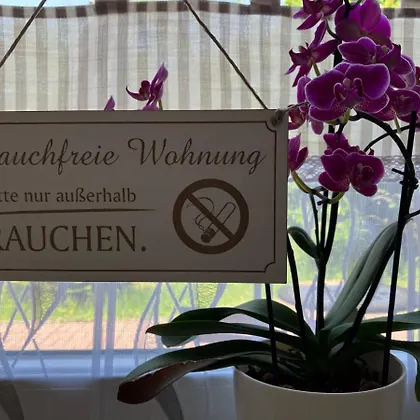 auchfreie Wohnung
tte nur außerhalb
RAUCHEN.